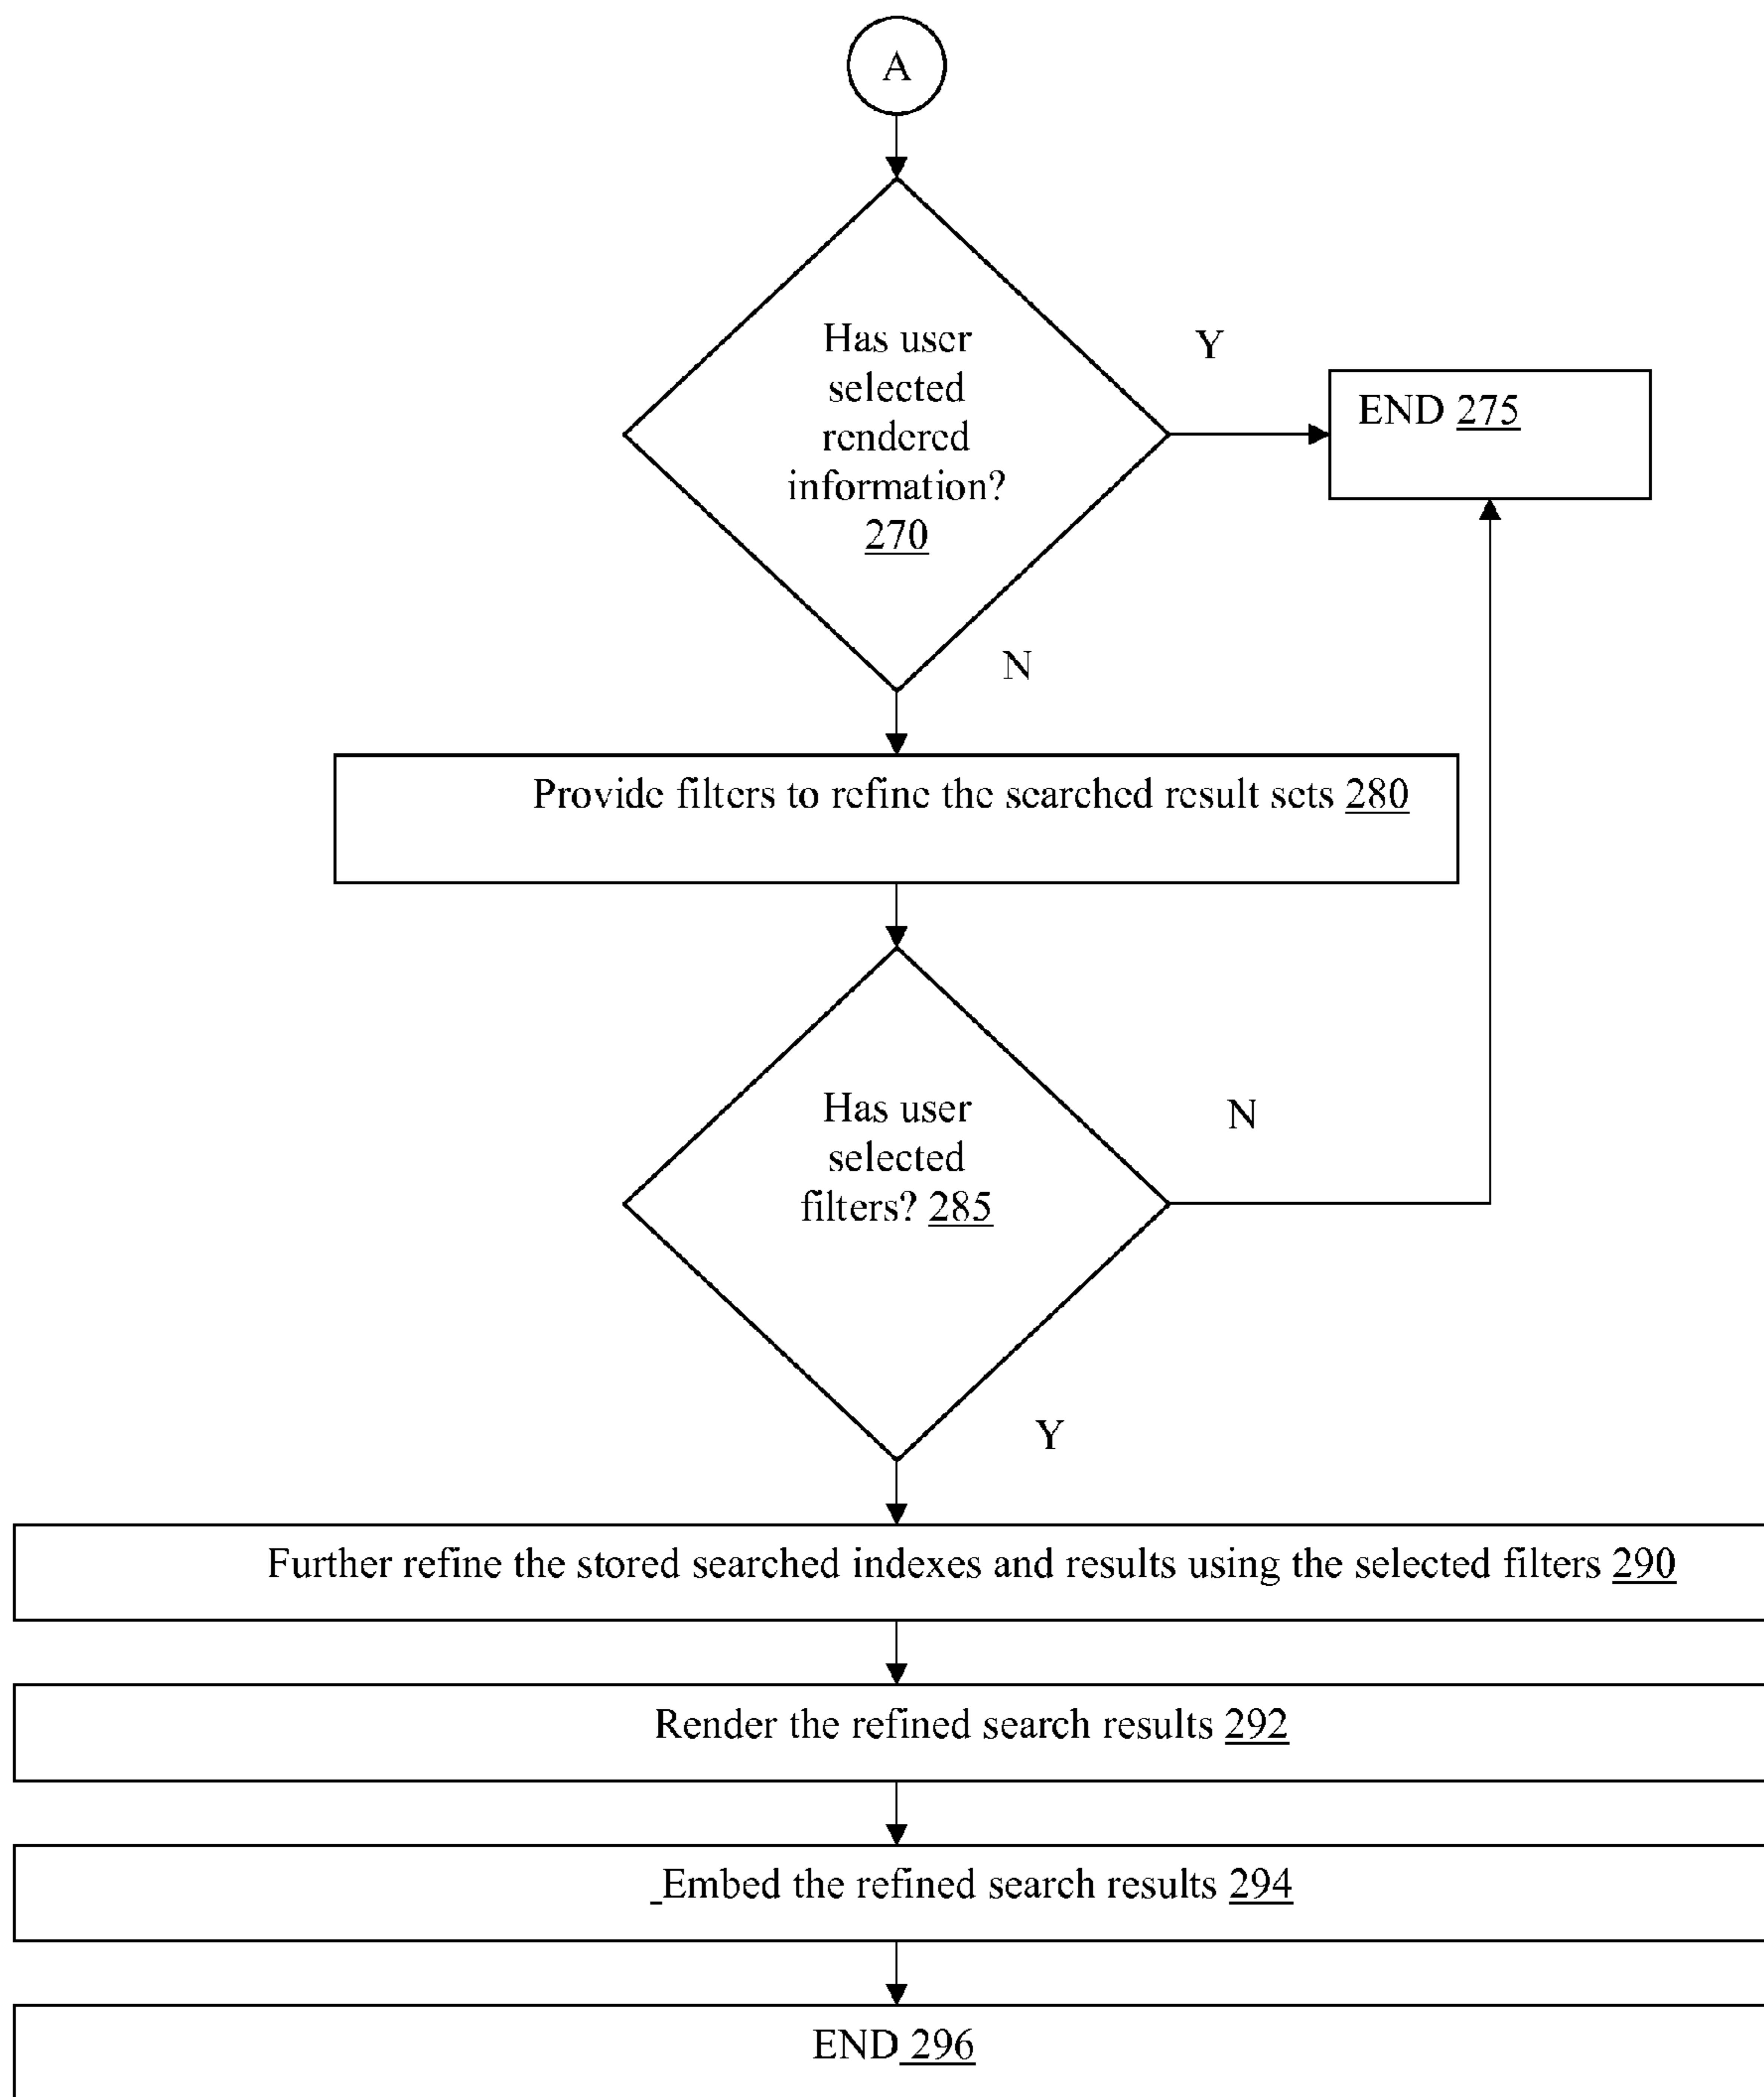 A
Has user
selected
rendered
information?
270
Y
END 275
N
Provide filters to refine the searched result sets 280
Has user
selected
filters? 285
N
Y
Further refine the stored searched indexes and results using the selected filters 290
Render the refined search results 292
_Embed the refined search results 294
END 296